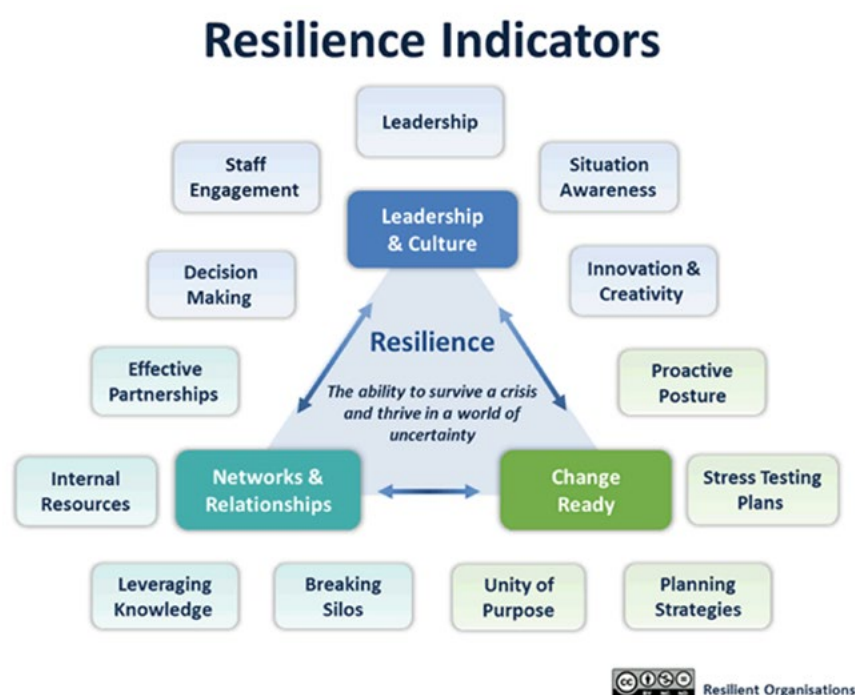 Resilience Indicators
Leadership
Staff
Engagement
Situation
Awareness
Leadership
& Culture
Decision
Making
Innovation &
Creativity
Resilience
The ability to survive a crisis
and thrive in a world of
uncertainty
Effective
Partnerships
Proactive
Posture
Internal
Resources
Networks &
Relationships
Change
Ready
Stress Testing
Plans
Leveraging
Knowledge
Breaking
Silos
Unity of
Purpose
Planning
Strategies
Resilient Organisations